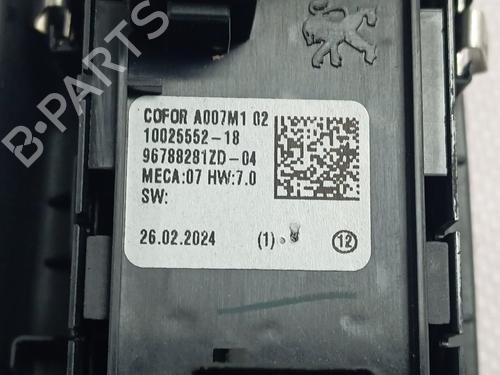 B-PARTS
COFOR A007M1 02
10025552-18
96788281ZD-04
MECA:07 HW:7.0
SW:
26.02.2024 (1) 12